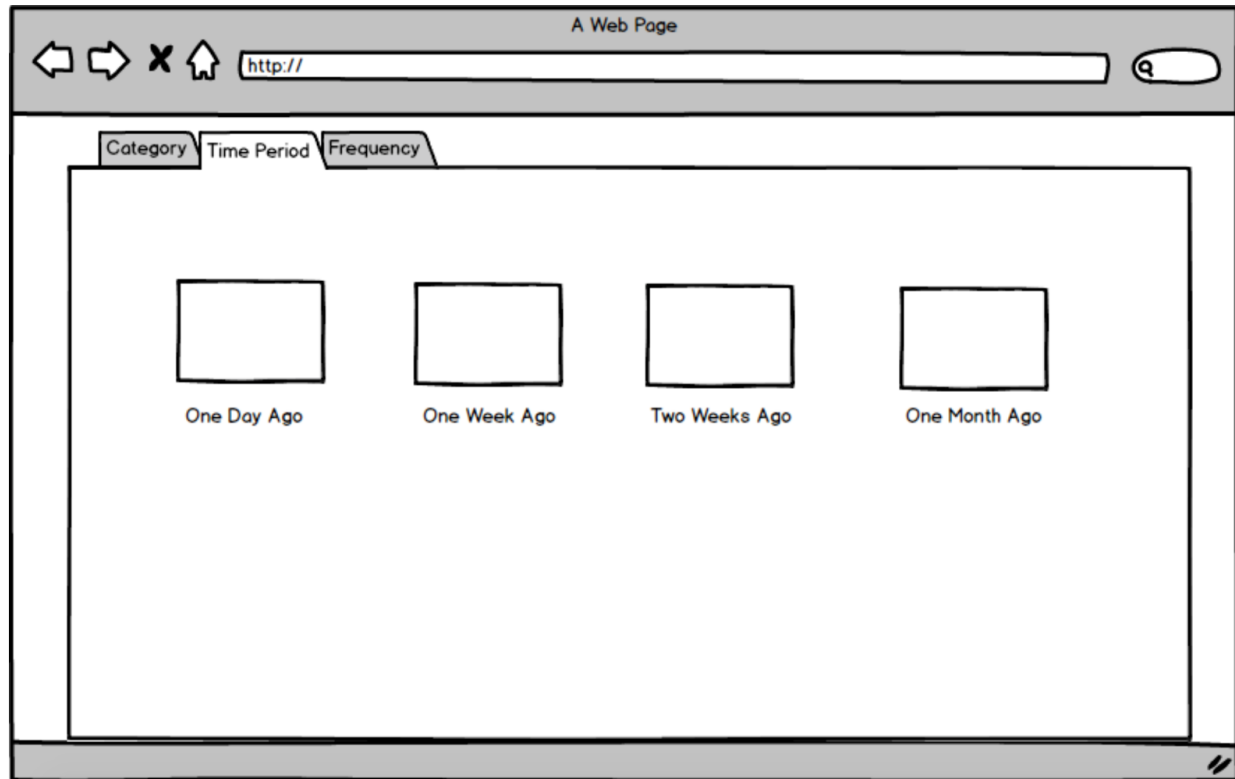 A Web Page
http://
Category Time Period Frequency
One Day Ago One Week Ago Two Weeks Ago One Month Ago